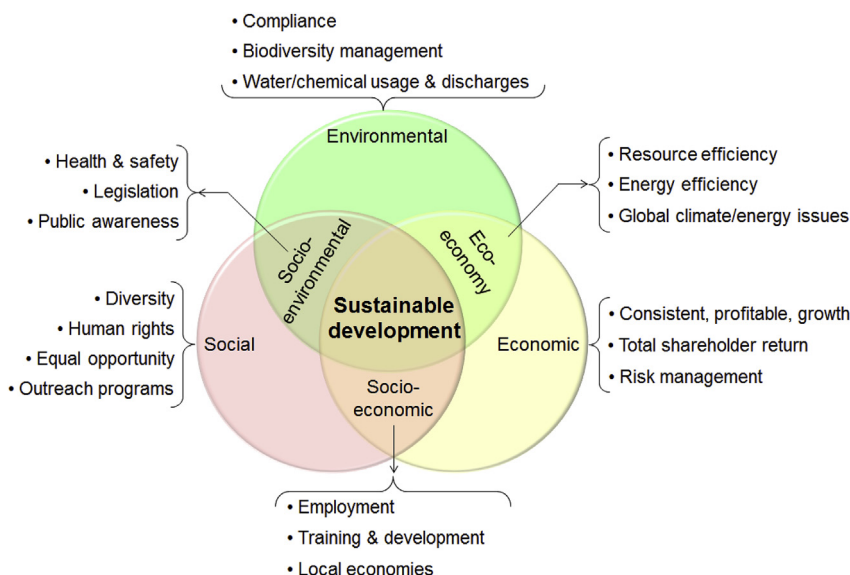 • Compliance
• Biodiversity management
• Water/chemical usage & discharges
Environmental
• Health & safety
• Legislation
• Public awareness
• Resource efficiency
• Energy efficiency
• Global climate/energy issues
Socio-
environmental
Eco-
economy
Sustainable
development
• Diversity
• Human rights
• Equal opportunity
• Outreach programs
Social
Economic
• Consistent, profitable, growth
• Total shareholder return
• Risk management
Socio-
economic
• Employment
• Training & development
• Local economies